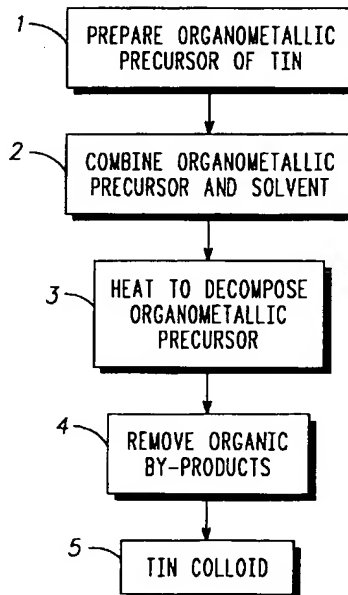 1
PREPARE ORGANOMETALLIC
PRECURSOR OF TIN
2
COMBINE ORGANOMETALLIC
PRECURSOR AND SOLVENT
3
HEAT TO DECOMPOSE
ORGANOMETALLIC
PRECURSOR
4
REMOVE ORGANIC
BY-PRODUCTS
5
TIN COLLOID